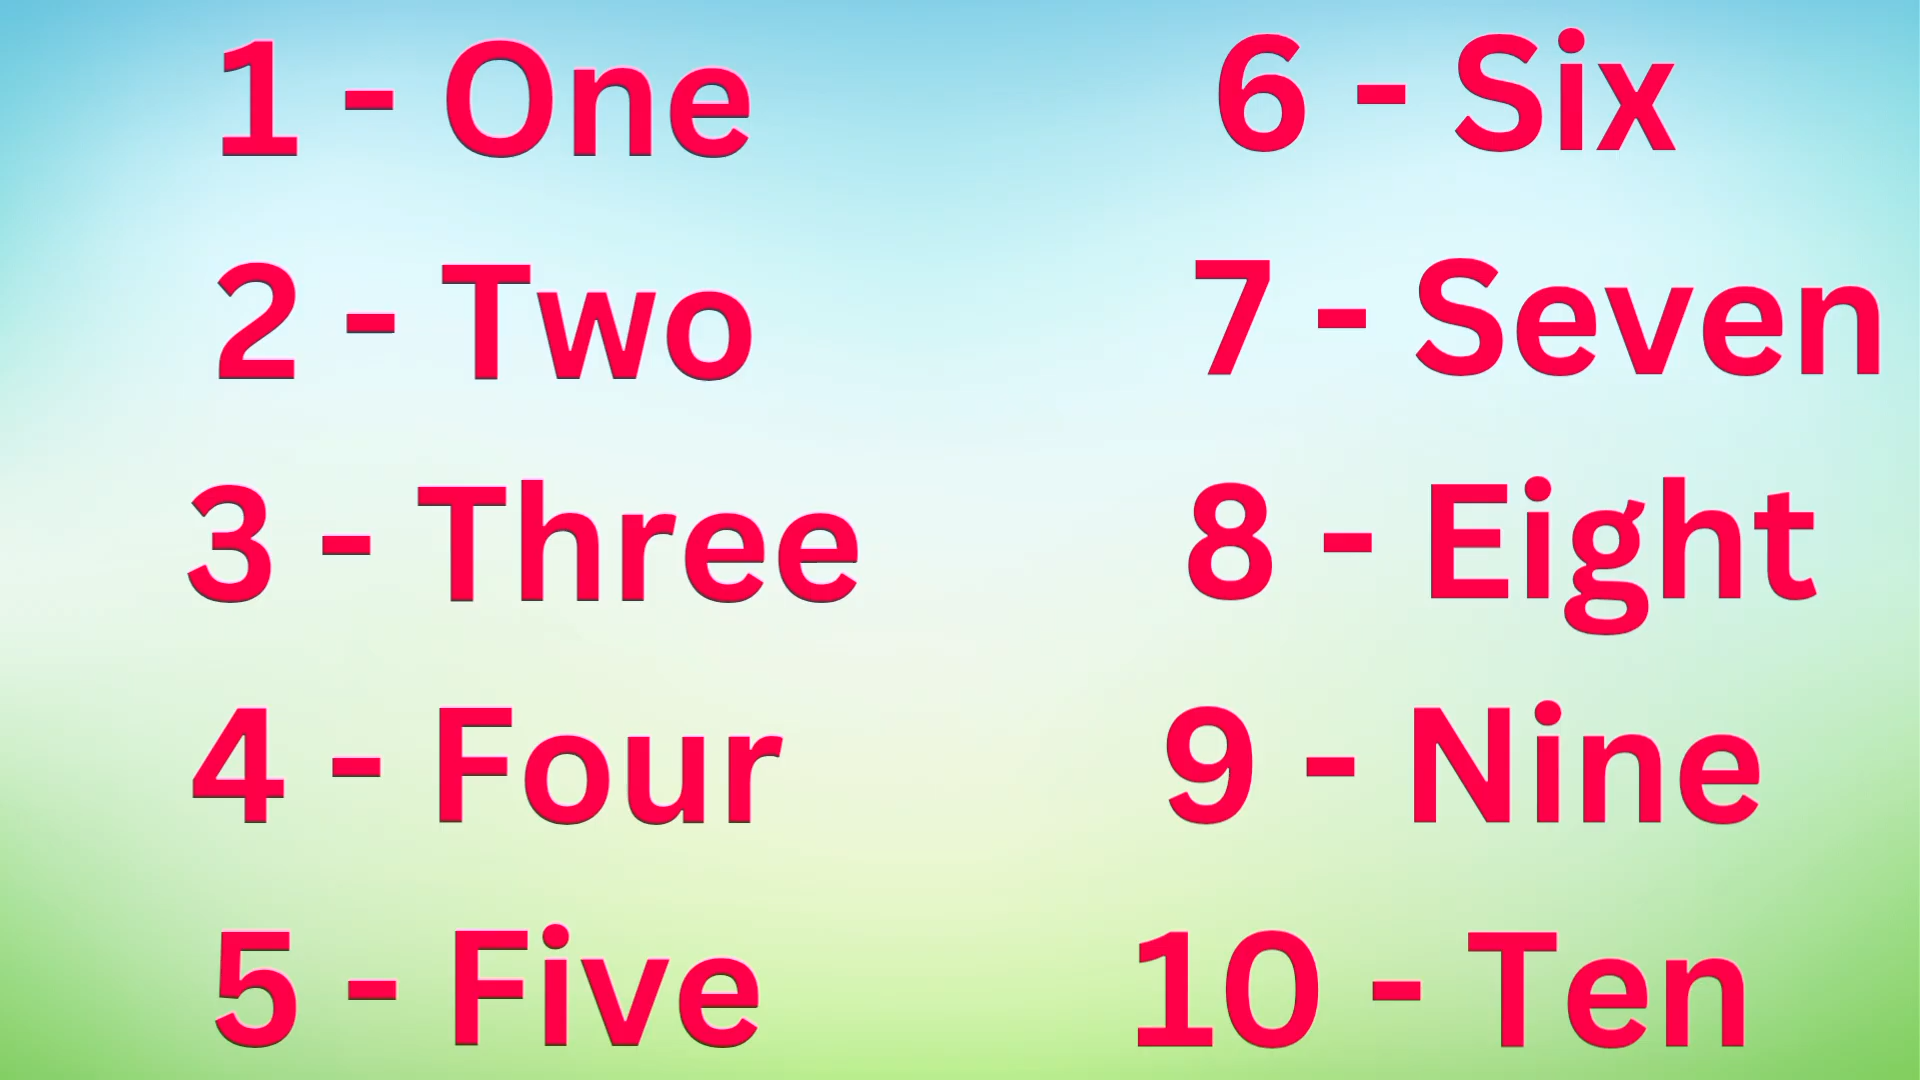 1 - One
2 - Two
3 - Three
4 - Four
5 - Five
6 - Six
7 - Seven
8 - Eight
9 - Nine
10 - Ten